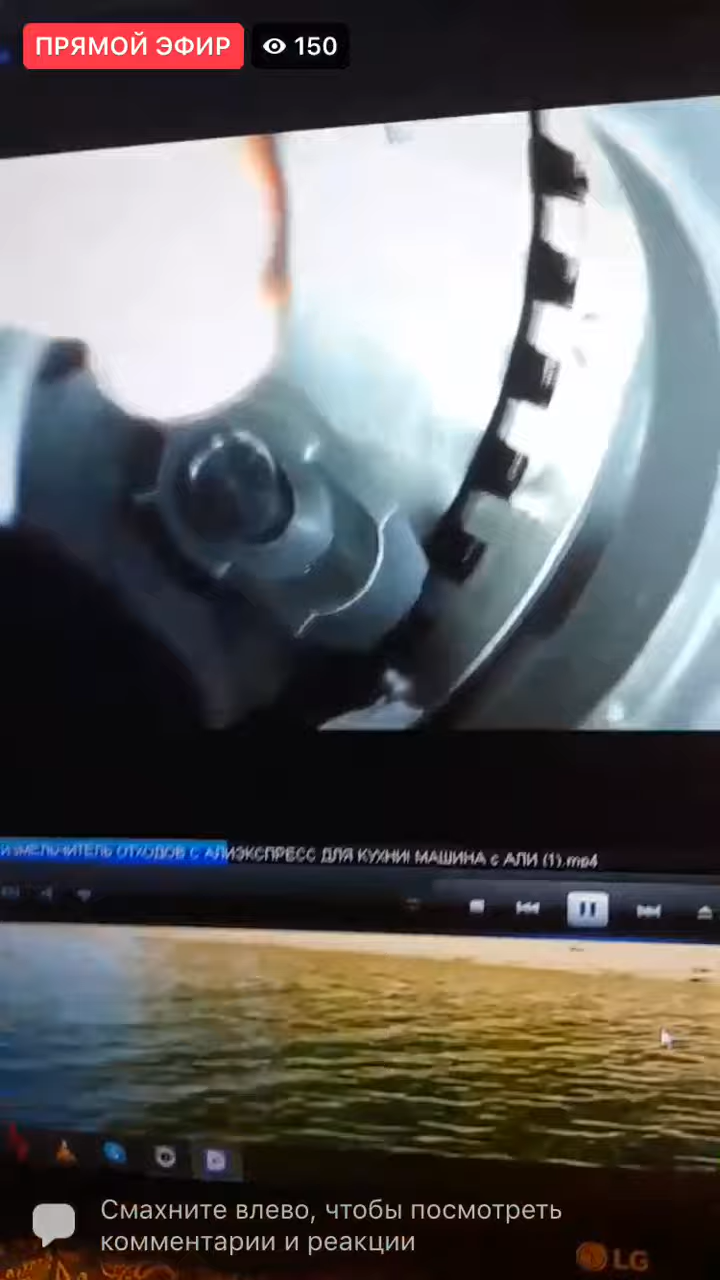 ПРЯМОЙ ЭФИР 150
ИЗМЕЛЬЧИТЕЛЬ ОТХОДОВ С АЛИЭКСПРЕСС ДЛЯ КУХНИ! МАШИНА с АЛИ (1).mp4
Смахните влево, чтобы посмотреть
комментарии и реакции
LG